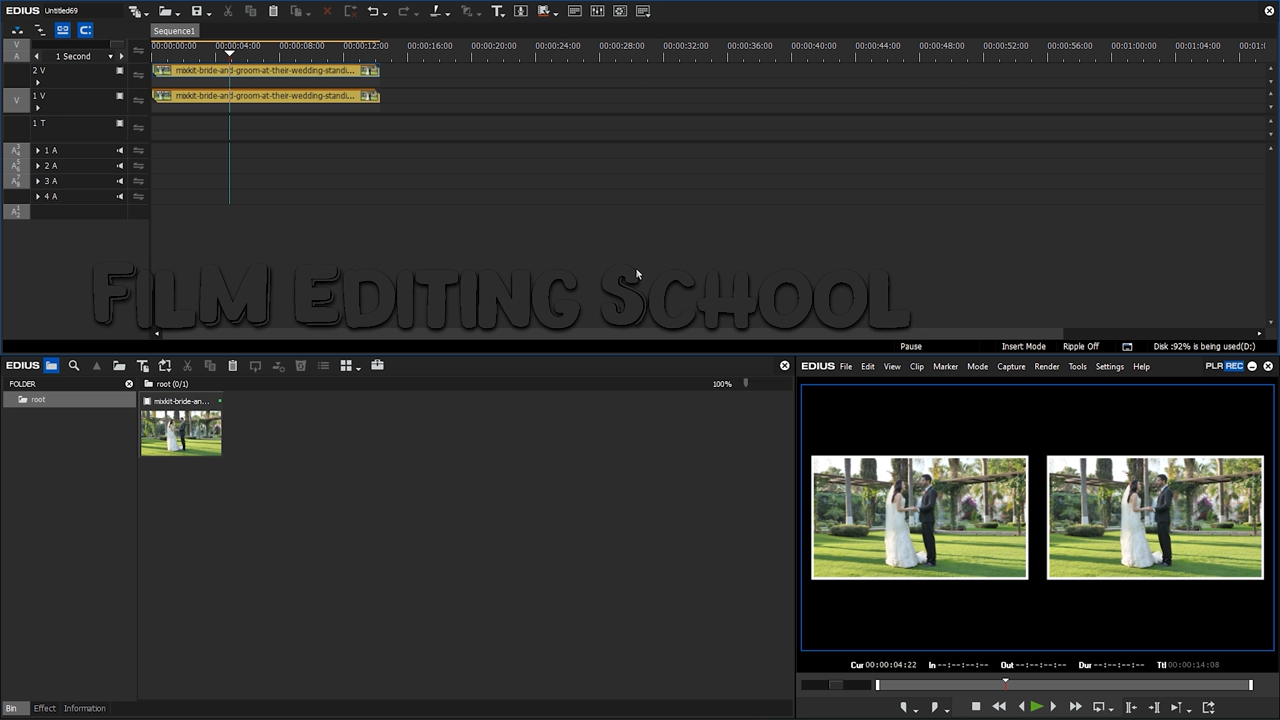 EDIUS Untitled69
Sequence1
00:00:00:00 00:00:04:00 00:00:08:00 00:00:12:00 00:00:16:00 00:00:20:00 00:00:24:00 00:00:28:00 00:00:32:00 00:00:36:00 00:00:40:00 00:00:44:00 00:00:48:00 00:00:52:00 00:00:56:00 00:01:00:00 00:01:04:00
V
A
1 Second
2 V
mixkit-bride-and-groom-at-their-wedding-standi...
V
1 V
mixkit-bride-and-groom-at-their-wedding-standi...
1 T
1 A
2 A
3 A
4 A
FILM EDITING SCHOOL
Pause Insert Mode Ripple Off Disk :92% is being used(D:)
EDIUS
FOLDER
root (0/1)
100%
root
mixkit-bride-an...
EDIUS File Edit View Clip Marker Mode Capture Render Tools Settings Help PLR REC
Cur 00:00:04:22 In --:--:--:-- Out --:--:--:-- Dur --:--:--:-- Ttl 00:00:14:08
Bin Effect Information